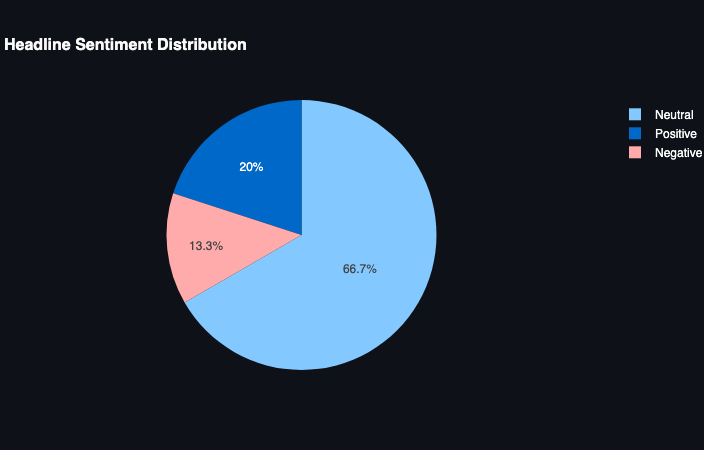 Headline Sentiment Distribution
Neutral
Positive
Negative
20%
13.3%
66.7%